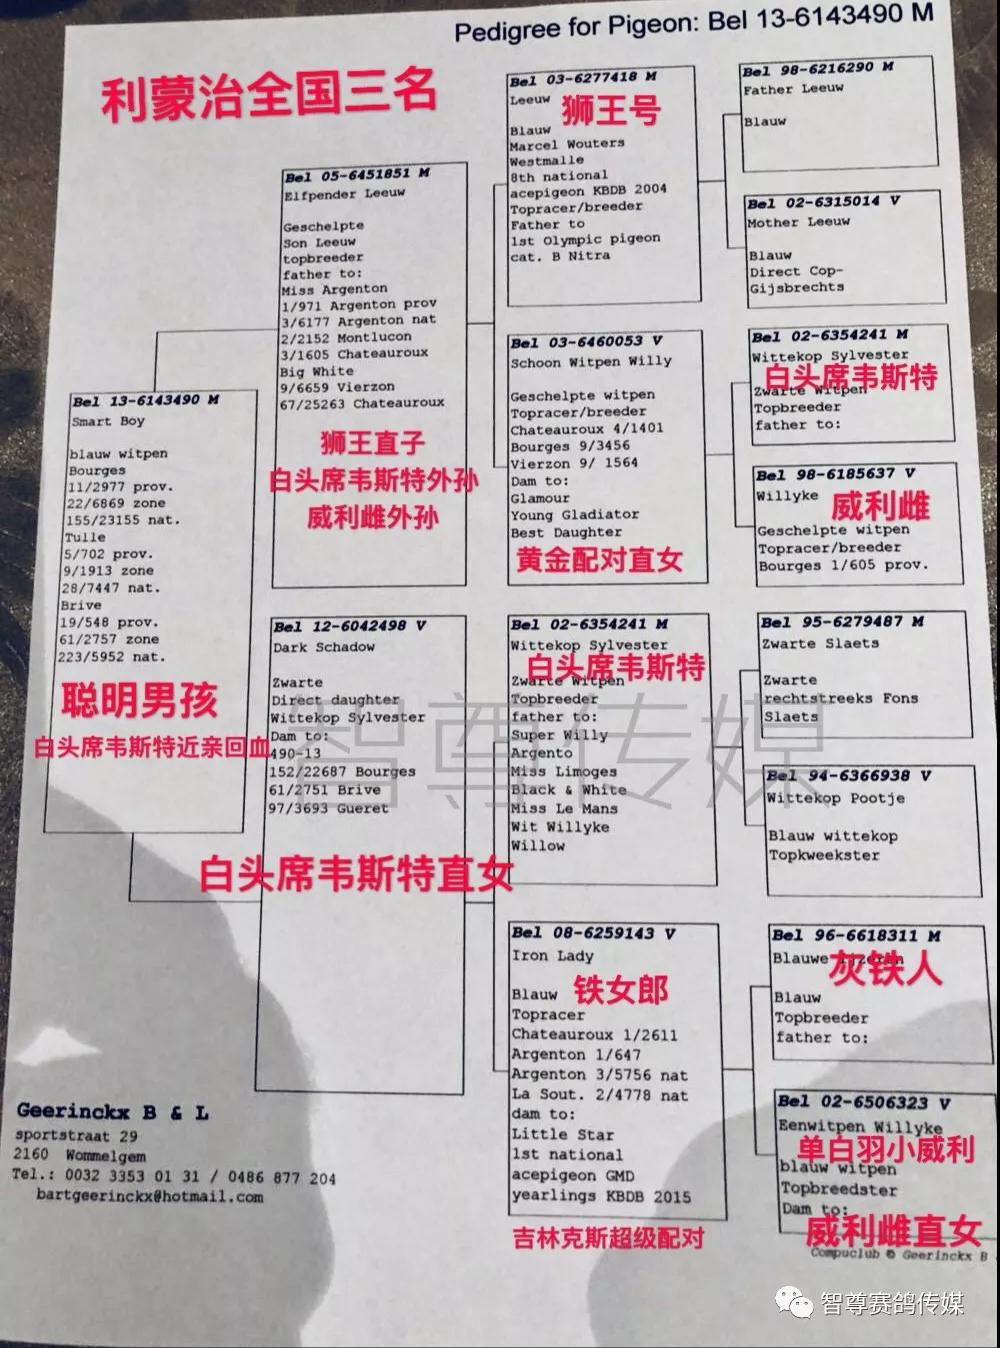 Pedigree for Pigeon: Bel 13-6143490 M
利蒙治全国三名
Bel 13-6143490 M
Smart Boy
blauw witpen
Bourges
11/2977 prov.
22/6869 zone
155/23155 nat.
Tulle
5/702 prov.
9/1913 zone
28/7447 nat.
Brive
19/548 prov.
61/2757 zone
223/5952 nat.
聪明男孩
白头席韦斯特近亲回血
Bel 05-6451851 M
Elfpender Leeuw
Geschelpte
Son Leeuw
topbreeder
father to:
Miss Argenton
1/971 Argenton prov
3/6177 Argenton nat
2/2152 Montlucon
3/1605 Chateauroux
Big White
9/6659 Vierzon
67/25263 Chateauroux
狮王直子
白头席韦斯特外孙
威利雌外孙
Bel 12-6042498 V
Dark Schadow
Zwarte
Direct daughter
Wittekop Sylvester
Dam to:
490-13
152/22687 Bourges
61/2751 Brive
97/3693 Gueret
白头席韦斯特直女
Bel 03-6277418 M
Leeuw
狮王号
Blauw
Marcel Wouters
Westmalle
8th national
acepigeon KBDB 2004
Topracer/breeder
Father to
1st Olympic pigeon
cat. B Nitra
Bel 03-6460053 V
Schoon Witpen Willy
Geschelpte witpen
Topracer/breeder
Chateauroux 4/1401
Bourges 9/3456
Vierzon 9/ 1564
Dam to:
Glamour
Young Gladiator
Best Daughter
黄金配对直女
Bel 02-6354241 M
Wittekop Sylvester
白头席韦斯特
Zwarte Witpen
Topbreeder
father to:
Super Willy
Argento
Miss Limoges
Black & White
Miss Le Mans
Wit Willyke
Willow
Bel 08-6259143 V
Iron Lady
铁女郎
Blauw
Topracer
Chateauroux 1/2611
Argenton 1/647
Argenton 3/5756 nat
La Sout. 2/4778 nat
dam to:
Little Star
1st national
acepigeon GMD
yearlings KBDB 2015
吉林克斯超级配对
Bel 98-6216290 M
Father Leeuw
Blauw
Bel 02-6315014 V
Mother Leeuw
Blauw
Direct Cop-
Gijsbrechts
Bel 02-6354241 M
Wittekop Sylvester
白头席韦斯特
Zwarte Witpen
Topbreeder
father to:
Bel 98-6185637 V
Willyke
威利雌
Geschelpte witpen
Topracer/breeder
Bourges 1/605 prov.
Bel 95-6279487 M
Zwarte Slaets
Zwarte
rechtstreeks Fons
Slaets
Bel 94-6366938 V
Wittekop Pootje
Blauw wittekop
Topkweekster
Bel 96-6618311 M
Blauwe
灰铁人
Blauw
Topbreeder
father to:
Bel 02-6506323 V
Eenwitpen Willyke
单白羽小威利
blauw witpen
Topbreedster
Dam to:
威利雌直女
Compuclub © Geerinckx B
Geerinckx B & L
sportstraat 29
2160 Wommelgem
Tel.: 0032 3353 01 31 / 0486 877 204
bartgeerinckx@hotmail.com
智尊传媒
智尊赛鸽传媒